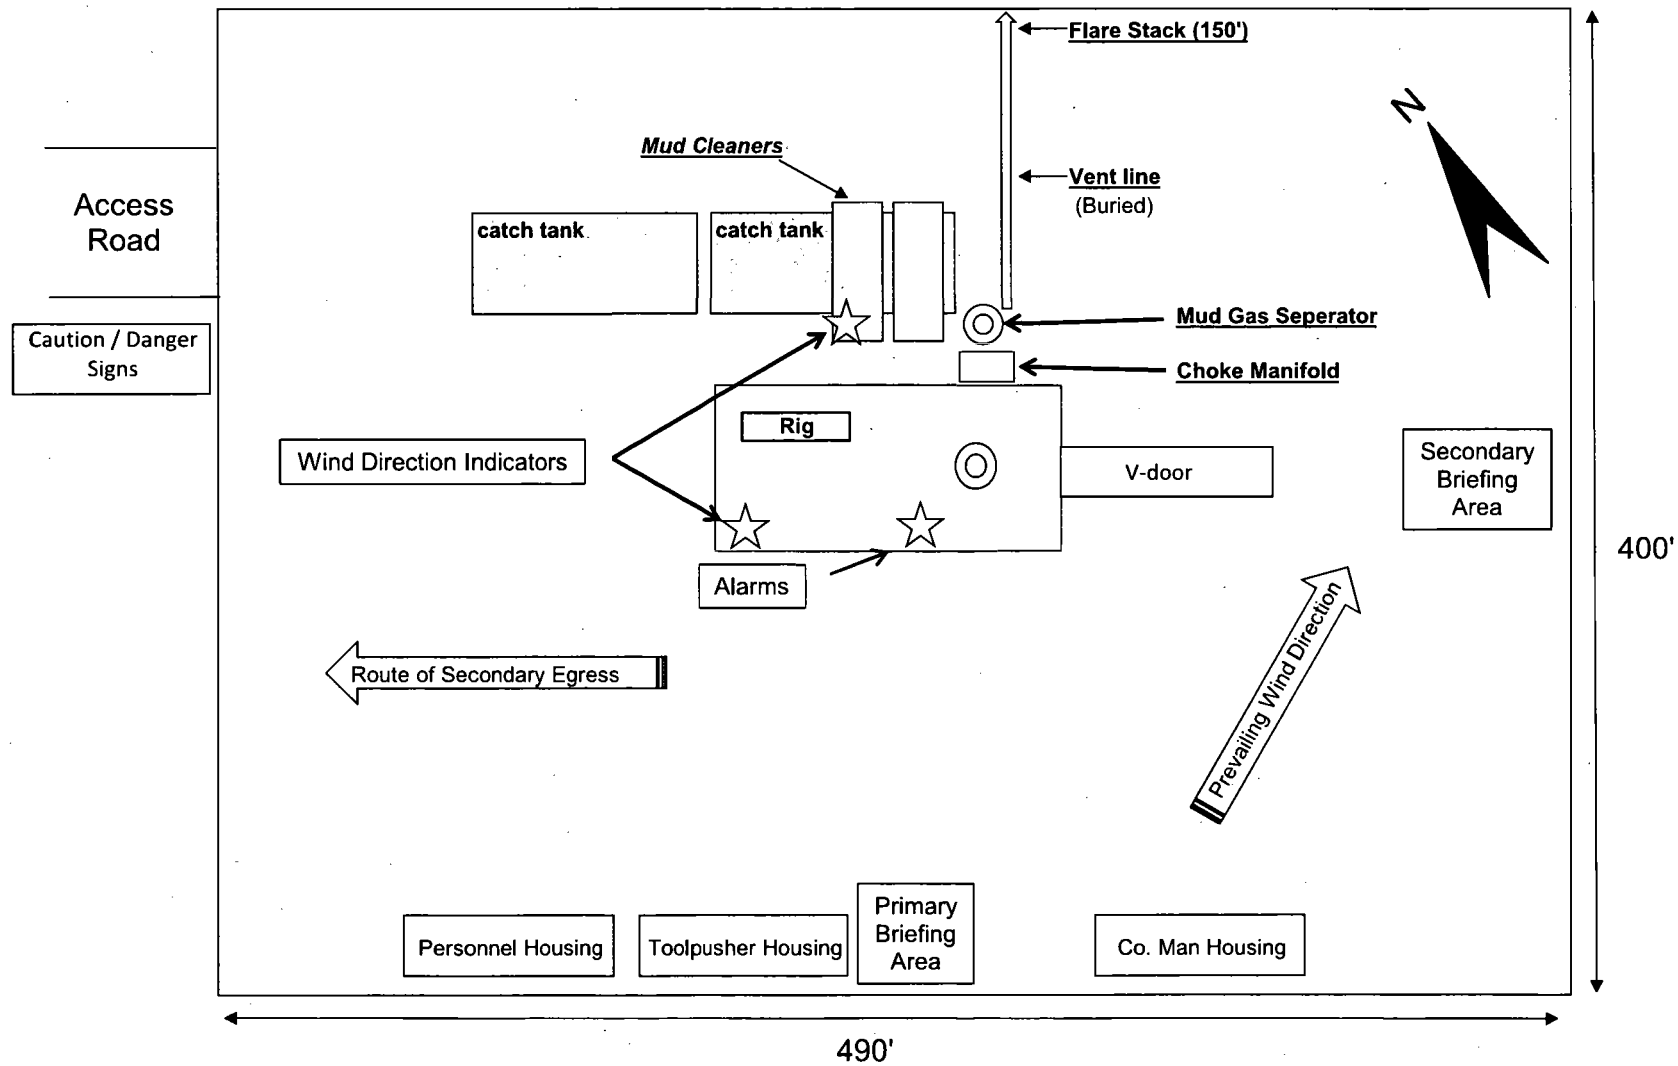 Flare Stack (150')
N
Mud Cleaners
Vent line
(Buried)
Access
Road
catch tank
catch tank
Mud Gas Seperator
Caution / Danger
Signs
Choke Manifold
Rig
Wind Direction Indicators
V-door
Secondary
Briefing
Area
400'
Alarms
Prevailing Wind Direction
Route of Secondary Egress
Primary
Briefing
Area
Personnel Housing
Toolpusher Housing
Co. Man Housing
490'